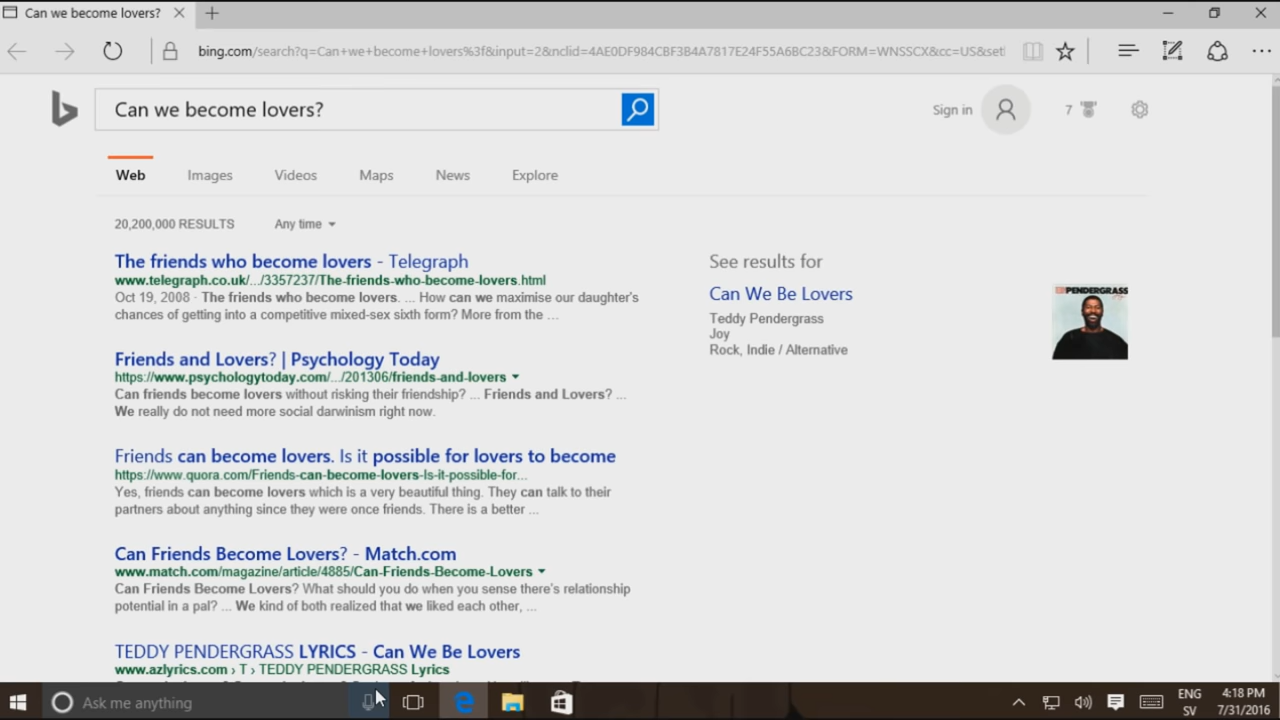 Can we become lovers?
bing.com/search?q=Can+we+become+lovers%3f&input=2&nclid=4AE0DF984CBF3B4A7817E24F55A6BC23&FORM=WNSSCX&cc=US&setl
Can we become lovers?
Sign in
7
Web Images Videos Maps News Explore
20,200,000 RESULTS Any time
The friends who become lovers - Telegraph
www.telegraph.co.uk/.../3357237/The-friends-who-become-lovers.html
Oct 19, 2008 · The friends who become lovers. ... How can we maximise our daughter's
chances of getting into a competitive mixed-sex sixth form? More from the ...
Friends and Lovers? | Psychology Today
https://www.psychologytoday.com/.../201306/friends-and-lovers
Can friends become lovers without risking their friendship? ... Friends and Lovers? ...
We really do not need more social darwinism right now.
Friends can become lovers. Is it possible for lovers to become
https://www.quora.com/Friends-can-become-lovers-Is-it-possible-for...
Yes, friends can become lovers which is a very beautiful thing. They can talk to their
partners about anything since they were once friends. There is a better ...
Can Friends Become Lovers? - Match.com
www.match.com/magazine/article/4885/Can-Friends-Become-Lovers
Can Friends Become Lovers? What should you do when you sense there's relationship
potential in a pal? ... We kind of both realized that we liked each other, ...
TEDDY PENDERGRASS LYRICS - Can We Be Lovers
www.azlyrics.com › T › TEDDY PENDERGRASS Lyrics
See results for
Can We Be Lovers
Teddy Pendergrass
Joy
Rock, Indie / Alternative
PENDERGRASS
Ask me anything
ENG
SV
4:18 PM
7/31/2016